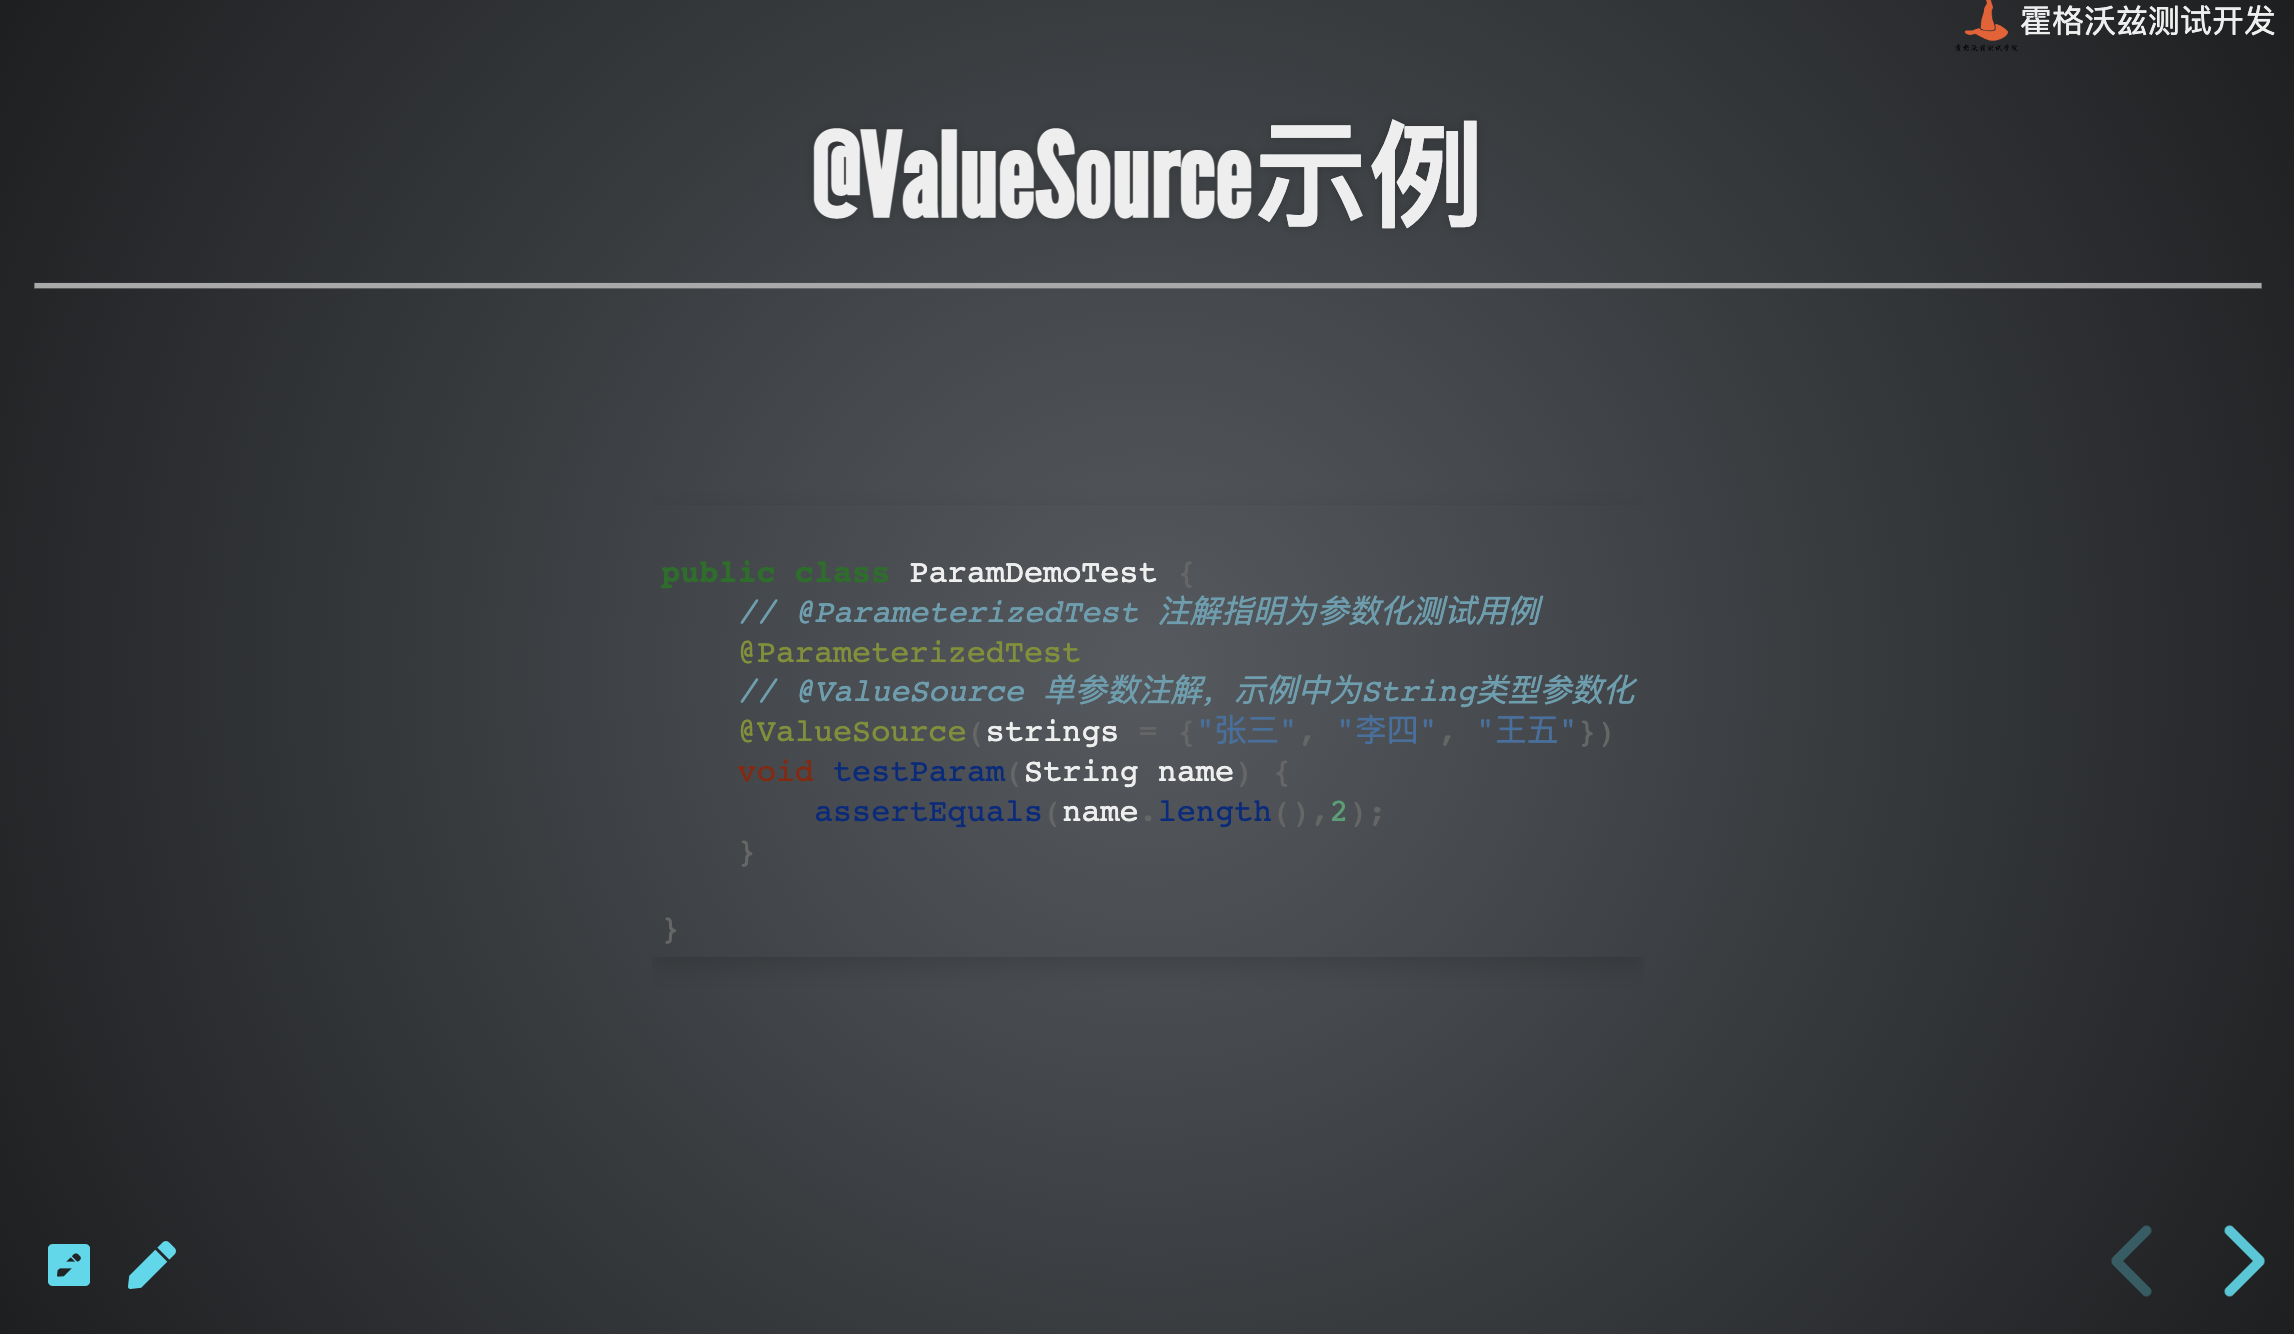 霍格沃兹测试开发
@ValueSource示例
public class ParamDemoTest {
// @ParameterizedTest 注解指明为参数化测试用例
@ParameterizedTest
// @ValueSource 单参数注解，示例中为String类型参数化
@ValueSource(strings = {"张三", "李四", "王五"})
void testParam(String name) {
assertEquals(name.length(),2);
}
}